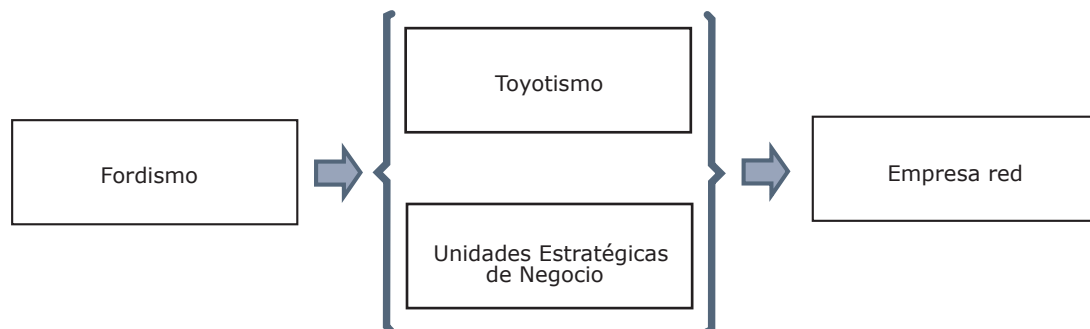 Fordismo
Toyotismo
Unidades Estratégicas
de Negocio
Empresa red